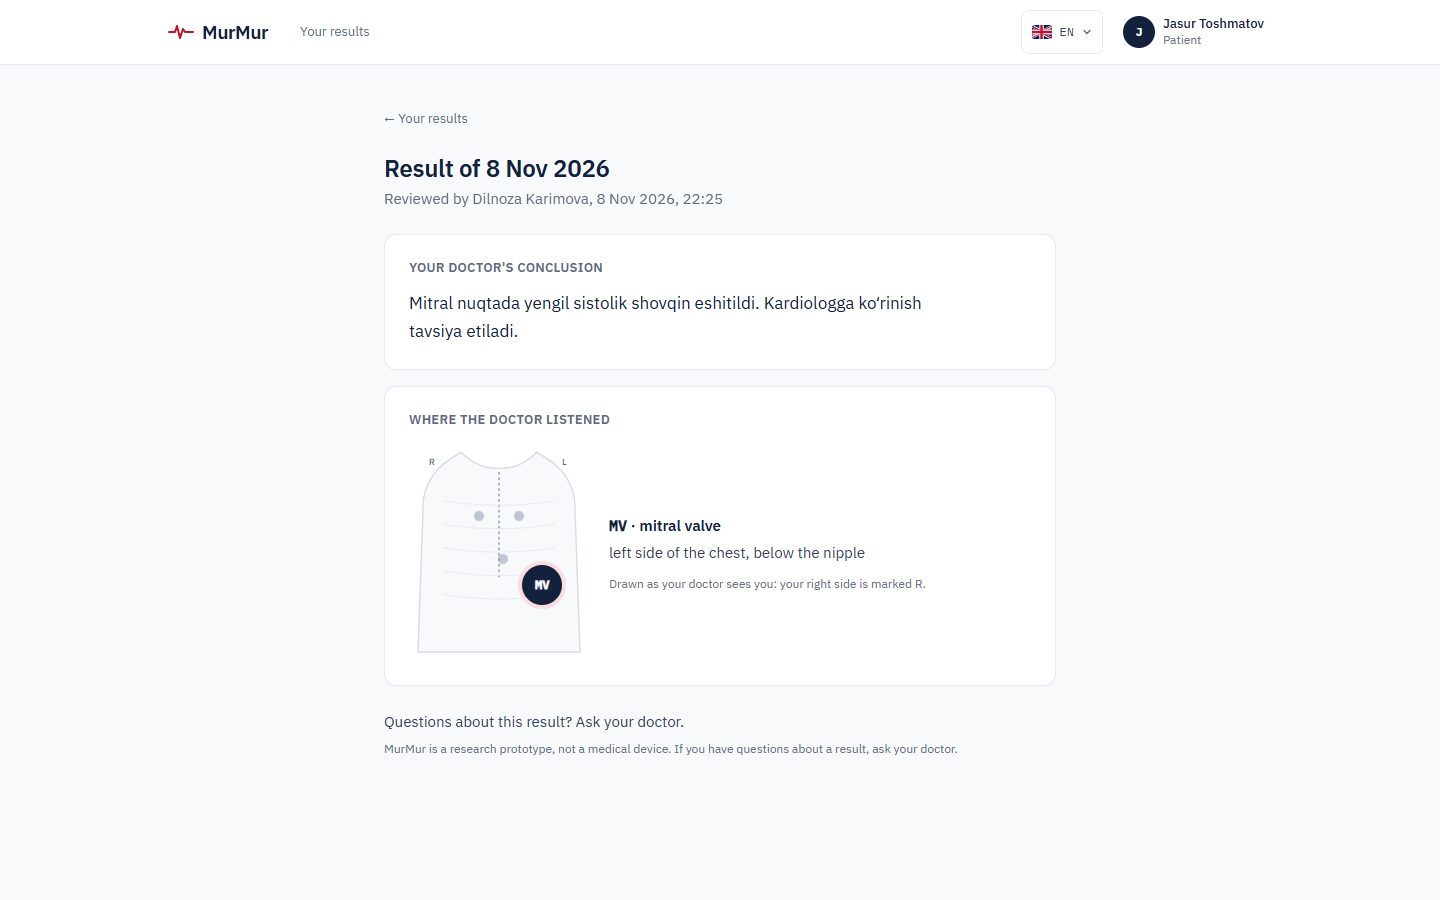 MurMur
Your results
EN
J
Jasur Toshmatov
Patient
← Your results
Result of 8 Nov 2026
Reviewed by Dilnoza Karimova, 8 Nov 2026, 22:25
YOUR DOCTOR'S CONCLUSION
Mitral nuqtada yengil sistolik shovqin eshitildi. Kardiologga koʻrinish
tavsiya etiladi.
WHERE THE DOCTOR LISTENED
R
L
MV
MV · mitral valve
left side of the chest, below the nipple
Drawn as your doctor sees you: your right side is marked R.
Questions about this result? Ask your doctor.
MurMur is a research prototype, not a medical device. If you have questions about a result, ask your doctor.